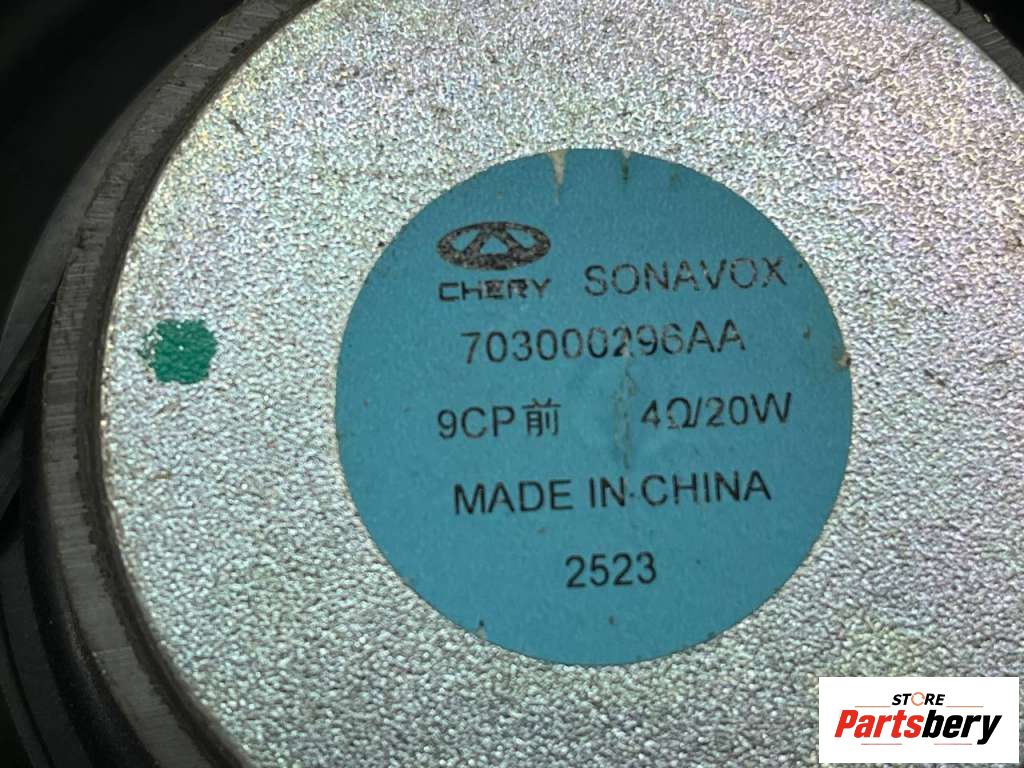 CHERY SONAVOX
703000296AA
9CP前 4Ω/20W
MADE IN CHINA
2523
STORE
Partsbery